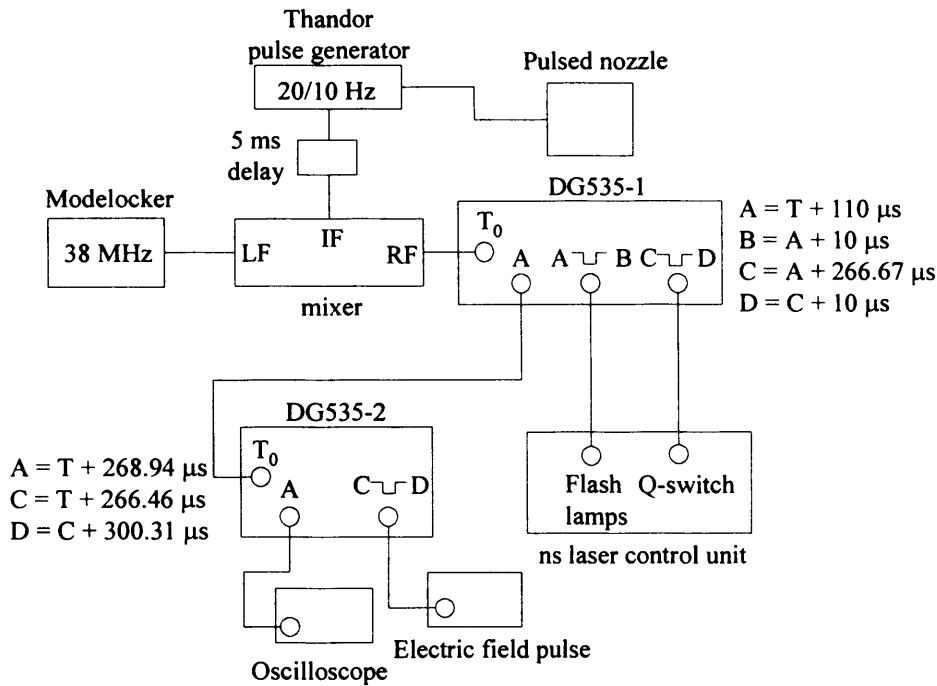 Thandor
pulse generator
20/10 Hz
Pulsed nozzle
5 ms
delay
Modelocker
38 MHz
LF
IF
RF
mixer
DG535-1
T0
A
A B
C D
A = T + 110 μs
B = A + 10 μs
C = A + 266.67 μs
D = C + 10 μs
DG535-2
T0
A
C D
A = T + 268.94 μs
C = T + 266.46 μs
D = C + 300.31 μs
Flash
lamps
Q-switch
ns laser control unit
Electric field pulse
Oscilloscope